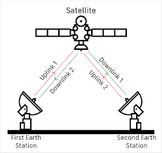 Satellite
Uplink 1
Downlink 2
Downlink 1
Uplink 2
First Earth
Station
Second Earth
Station